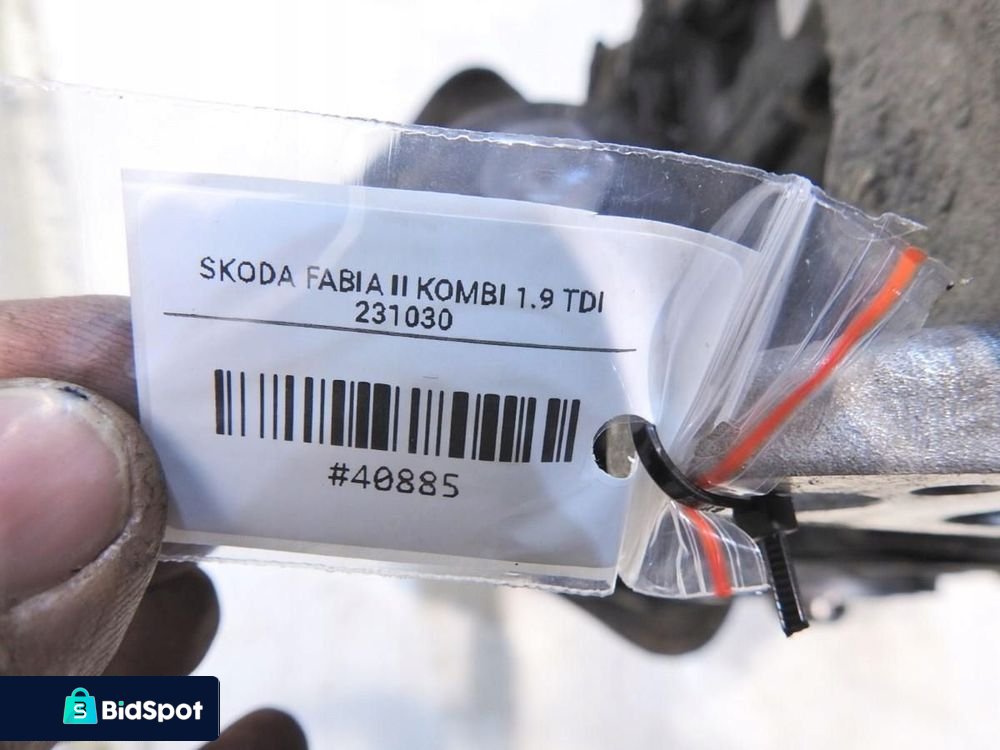 SKODA FABIA II KOMBI 1.9 TDI
231030
#40885
BidSpot